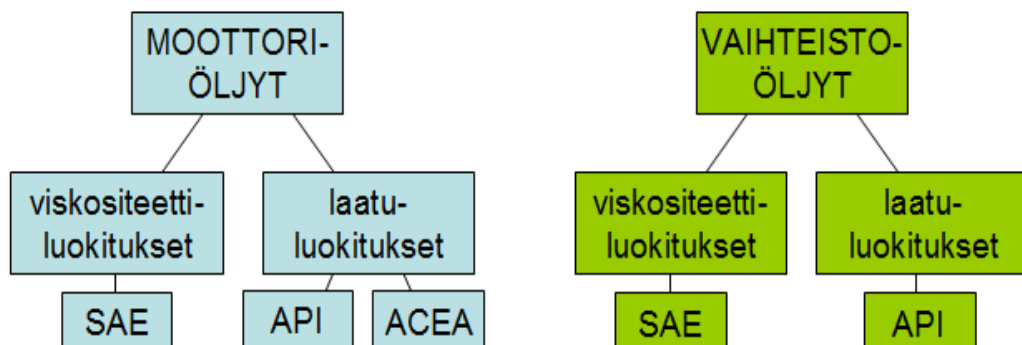 MOOTTORI-
ÖLJYT
viskositeetti-
luokitukset
laatu-
luokitukset
SAE
API
ACEA
VAIHTEISTO-
ÖLJYT
viskositeetti-
luokitukset
laatu-
luokitukset
SAE
API